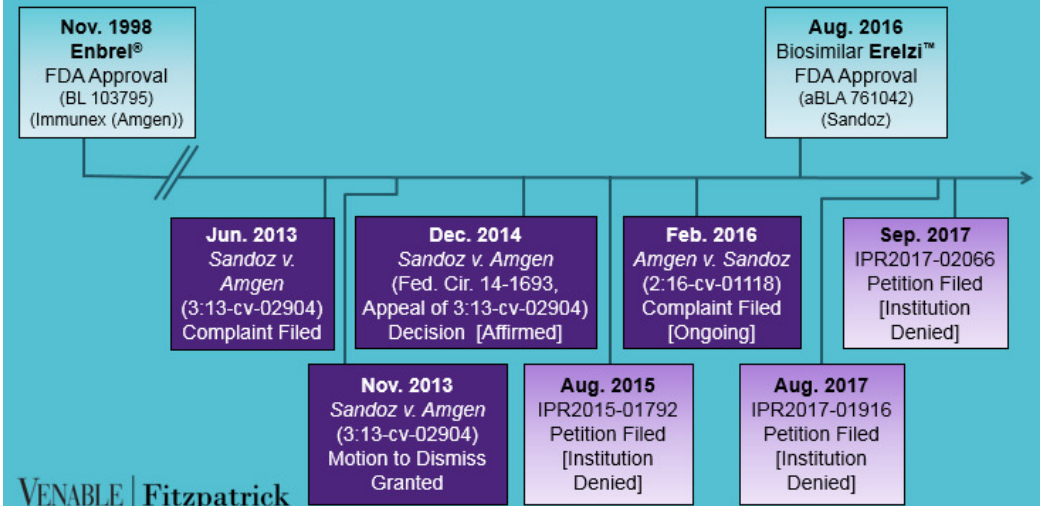 Nov. 1998
Enbrel®
FDA Approval
(BL 103795)
(Immunex (Amgen))
Aug. 2016
Biosimilar Erelzi™
FDA Approval
(aBLA 761042)
(Sandoz)
Jun. 2013
Sandoz v.
Amgen
(3:13-cv-02904)
Complaint Filed
Dec. 2014
Sandoz v. Amgen
(Fed. Cir. 14-1693,
Appeal of 3:13-cv-02904)
Decision [Affirmed]
Feb. 2016
Amgen v. Sandoz
(2:16-cv-01118)
Complaint Filed
[Ongoing]
Sep. 2017
IPR2017-02066
Petition Filed
[Institution
Denied]
Nov. 2013
Sandoz v. Amgen
(3:13-cv-02904)
Motion to Dismiss
Granted
Aug. 2015
IPR2015-01792
Petition Filed
[Institution
Denied]
Aug. 2017
IPR2017-01916
Petition Filed
[Institution
Denied]
VENABLE | Fitzpatrick